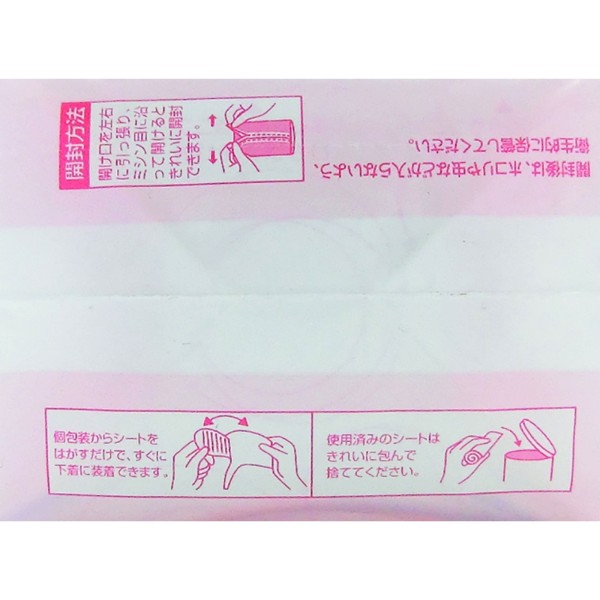 開封方法
開け口を左右
に引っ張り、
ミシン目に沿
って開けると
きれいに開封
できます。
開封後は、ホコリや虫などが入らないよう、
衛生的に保管してください。
個包装からシートを
はがすだけで、すぐに
下着に装着できます。
使用済みのシートは
きれいに包んで
捨ててください。